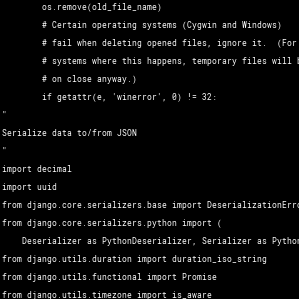 os.remove(old_file_name)
# Certain operating systems (Cygwin and Windows)
# fail when deleting opened files, ignore it. (For
# systems where this happens, temporary files will b
# on close anyway.)
if getattr(e, 'winerror', 0) != 32:
"
Serialize data to/from JSON
"
import decimal
import uuid
from django.core.serializers.base import DeserializationErro
from django.core.serializers.python import (
Deserializer as PythonDeserializer, Serializer as Python
from django.utils.duration import duration_iso_string
from django.utils.functional import Promise
from django.utils.timezone import is_aware